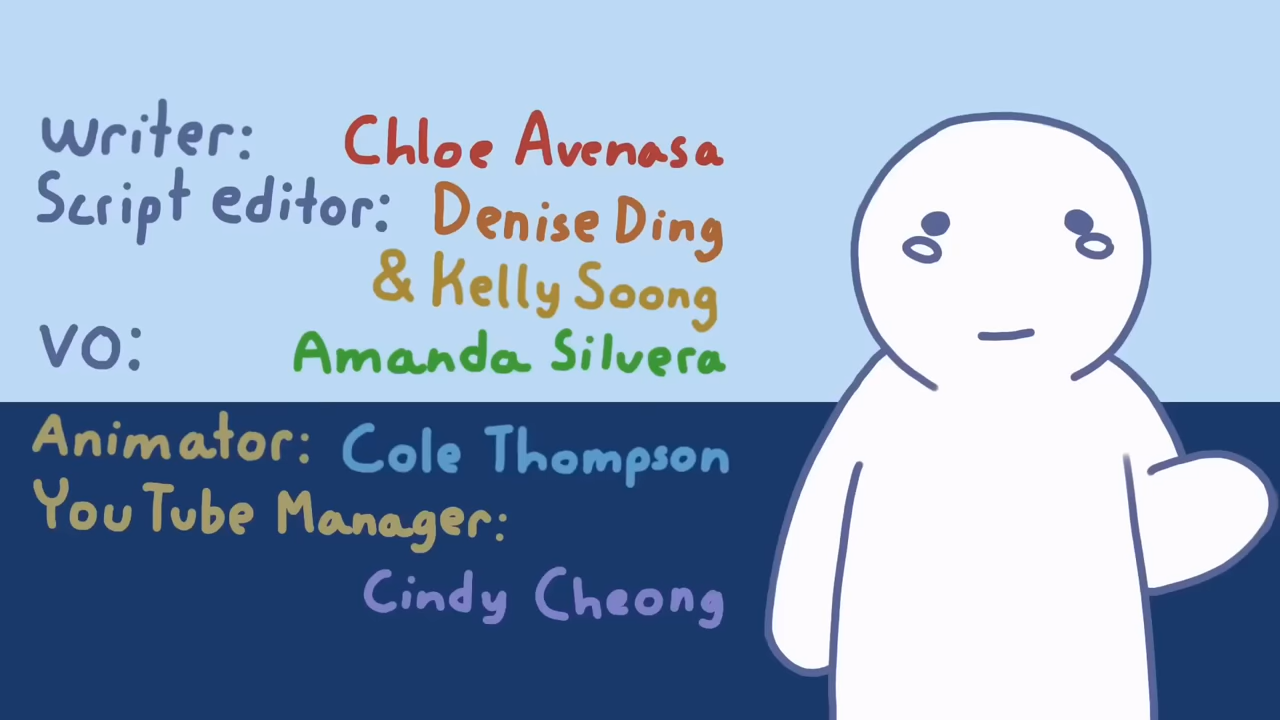 Writer: Chloe Avenasa
Script editor: Denise Ding
& Kelly Soong
VO: Amanda Silvera
Animator: Cole Thompson
YouTube Manager:
Cindy Cheong